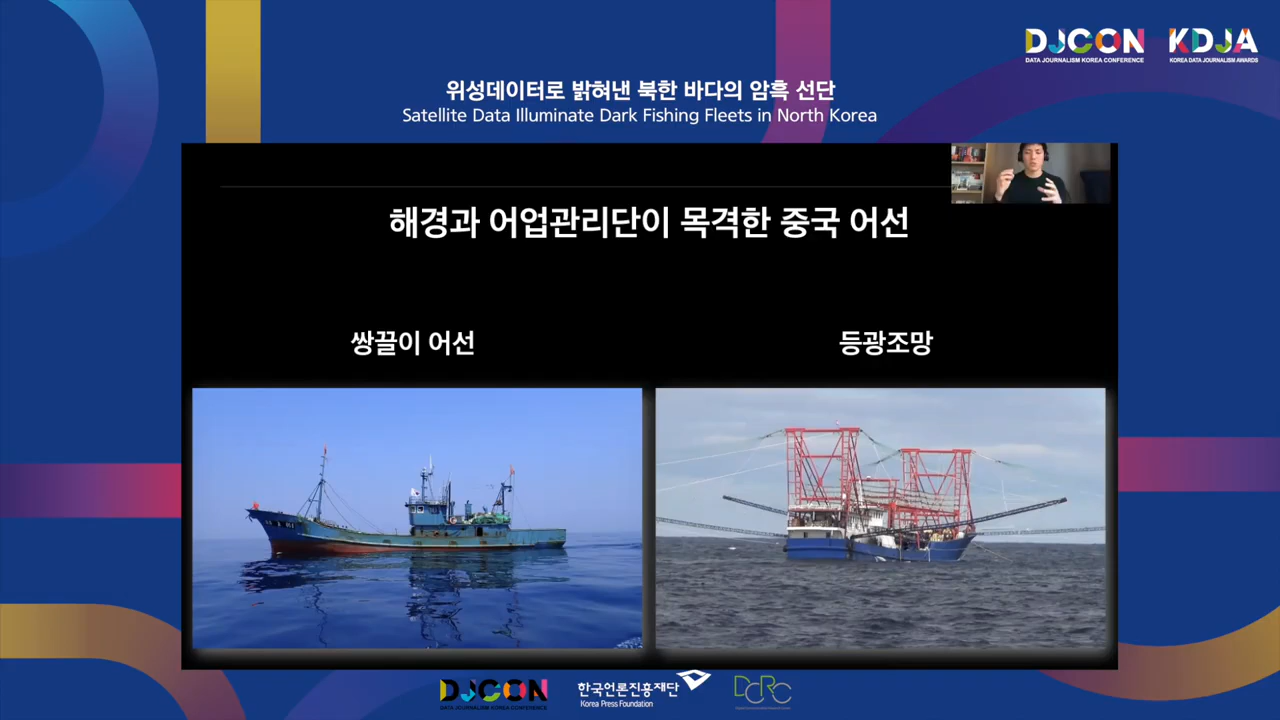 DJCON
DATA JOURNALISM KOREA CONFERENCE
KDJA
KOREA DATA JOURNALISM AWARDS
위성데이터로 밝혀낸 북한 바다의 암흑 선단
Satellite Data Illuminate Dark Fishing Fleets in North Korea
해경과 어업관리단이 목격한 중국 어선
쌍끌이 어선
등광조망
DJCON
DATA JOURNALISM KOREA CONFERENCE
한국언론진흥재단
Korea Press Foundation
DCRC